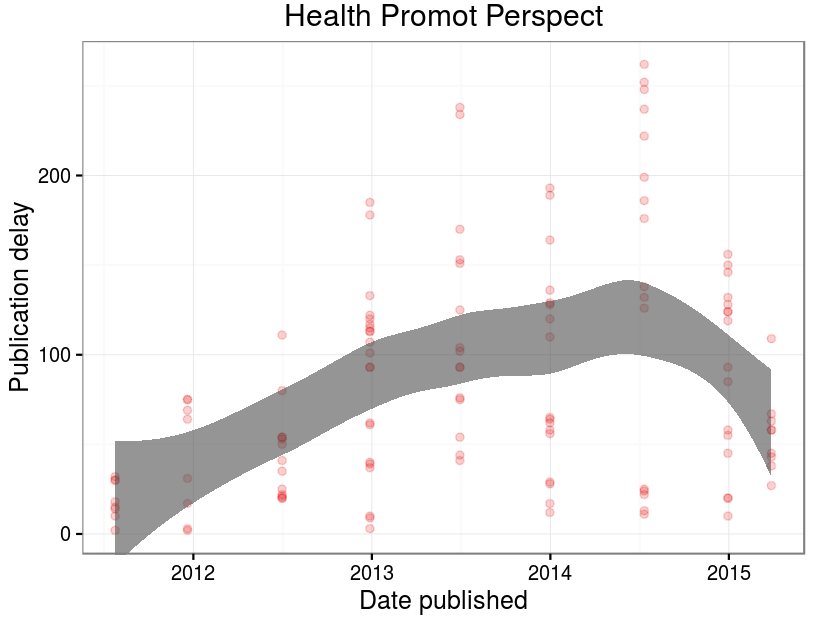 Health Promot Perspect
Publication delay
200
100
0
2012 2013 2014 2015
Date published